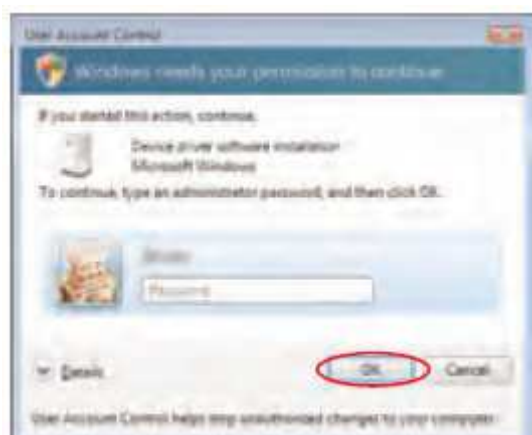 User Account Control
Windows needs your permission to continue
If you started this action, continue.
Device driver software installation
Microsoft Windows
To continue, type an administrator password, and then click OK.
Password
Details
OK
Cancel
User Account Control helps stop unauthorized changes to your computer.